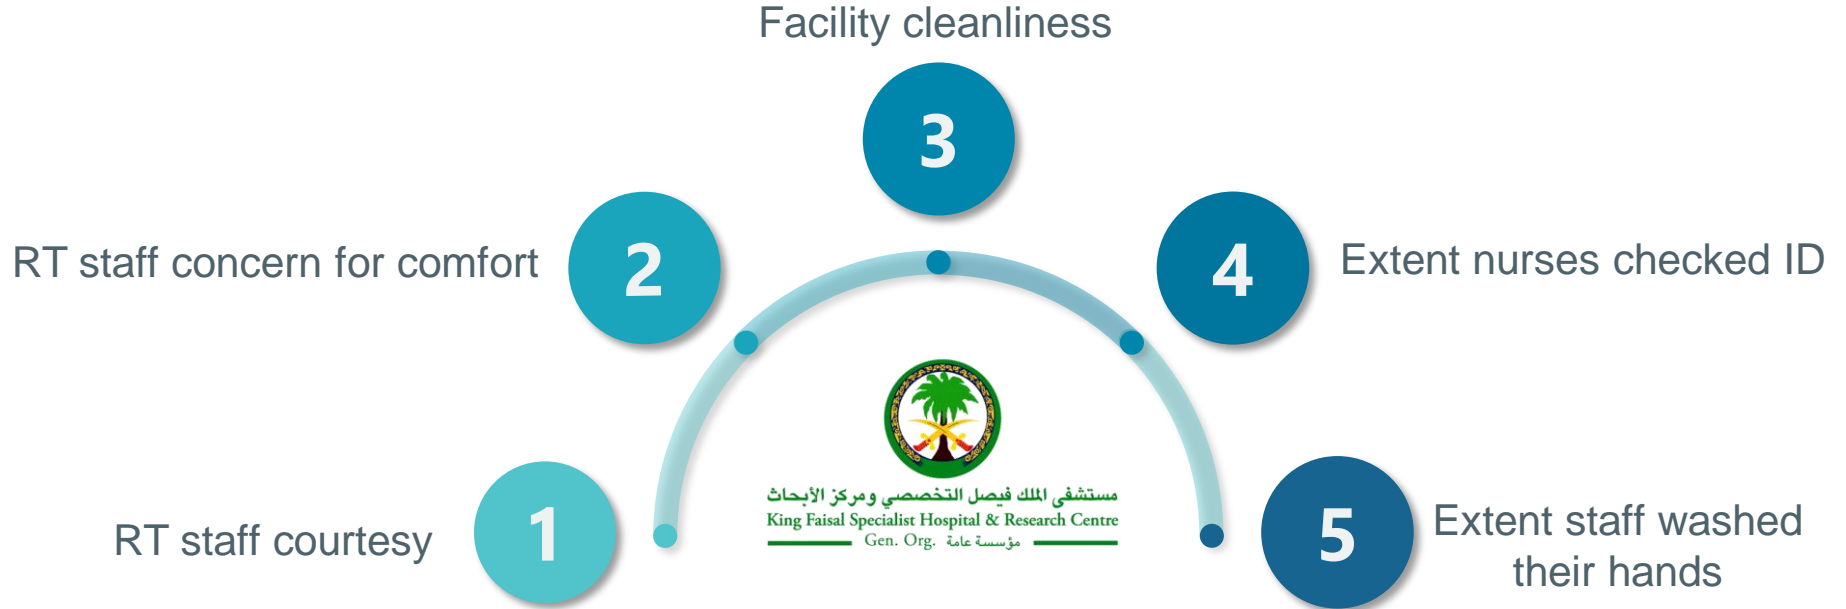 Facility cleanliness
3
RT staff concern for comfort
2
4
Extent nurses checked ID
مستشفى الملك فيصل التخصصي ومركز الأبحاث
King Faisal Specialist Hospital & Research Centre
Gen. Org. مؤسسة عامة
RT staff courtesy
1
5
Extent staff washed
their hands